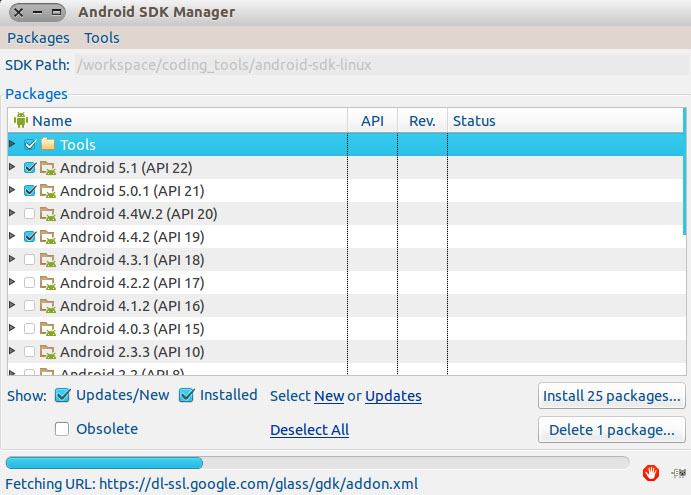 Android SDK Manager
Packages Tools
SDK Path: /workspace/coding_tools/android-sdk-linux
Packages
Name API Rev. Status
Tools
Android 5.1 (API 22)
Android 5.0.1 (API 21)
Android 4.4W.2 (API 20)
Android 4.4.2 (API 19)
Android 4.3.1 (API 18)
Android 4.2.2 (API 17)
Android 4.1.2 (API 16)
Android 4.0.3 (API 15)
Android 2.3.3 (API 10)
Android 2.2 (API 8)
Show: Updates/New Installed Select New or Updates Install 25 packages...
Obsolete Deselect All Delete 1 package...
Fetching URL: https://dl-ssl.google.com/glass/gdk/addon.xml